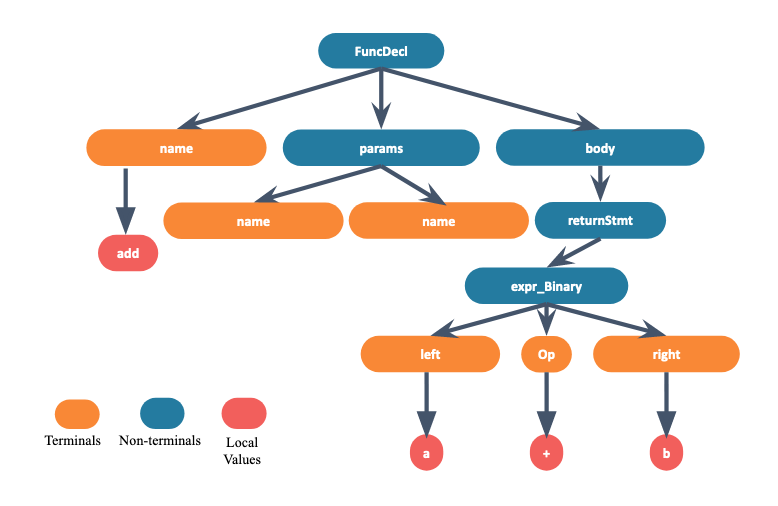 FuncDecl
name
params
body
name
name
returnStmt
add
expr_Binary
left
Op
right
Terminals
Non-terminals
Local
Values
a
+
b